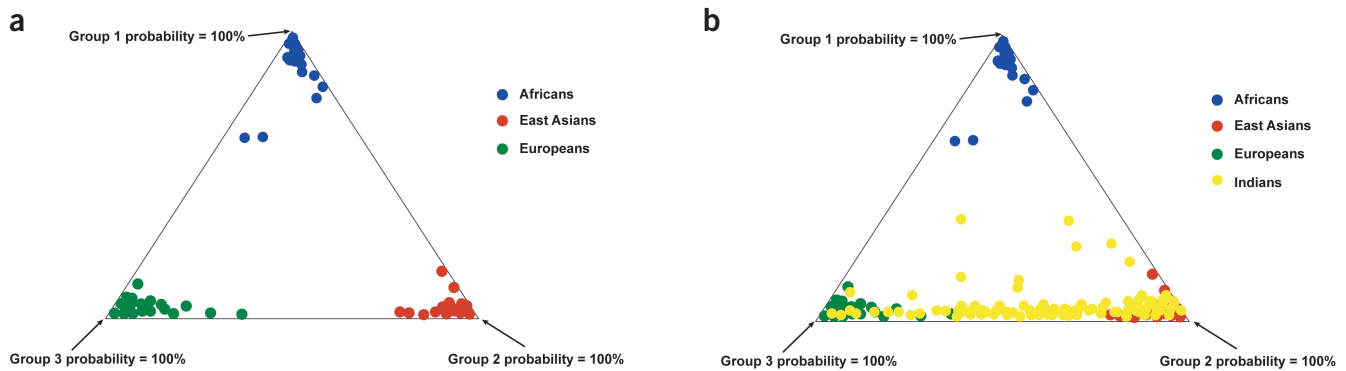 a
Group 1 probability = 100%
Africans
East Asians
Europeans
Group 3 probability = 100%
Group 2 probability = 100%
b
Group 1 probability = 100%
Africans
East Asians
Europeans
Indians
Group 3 probability = 100%
Group 2 probability = 100%